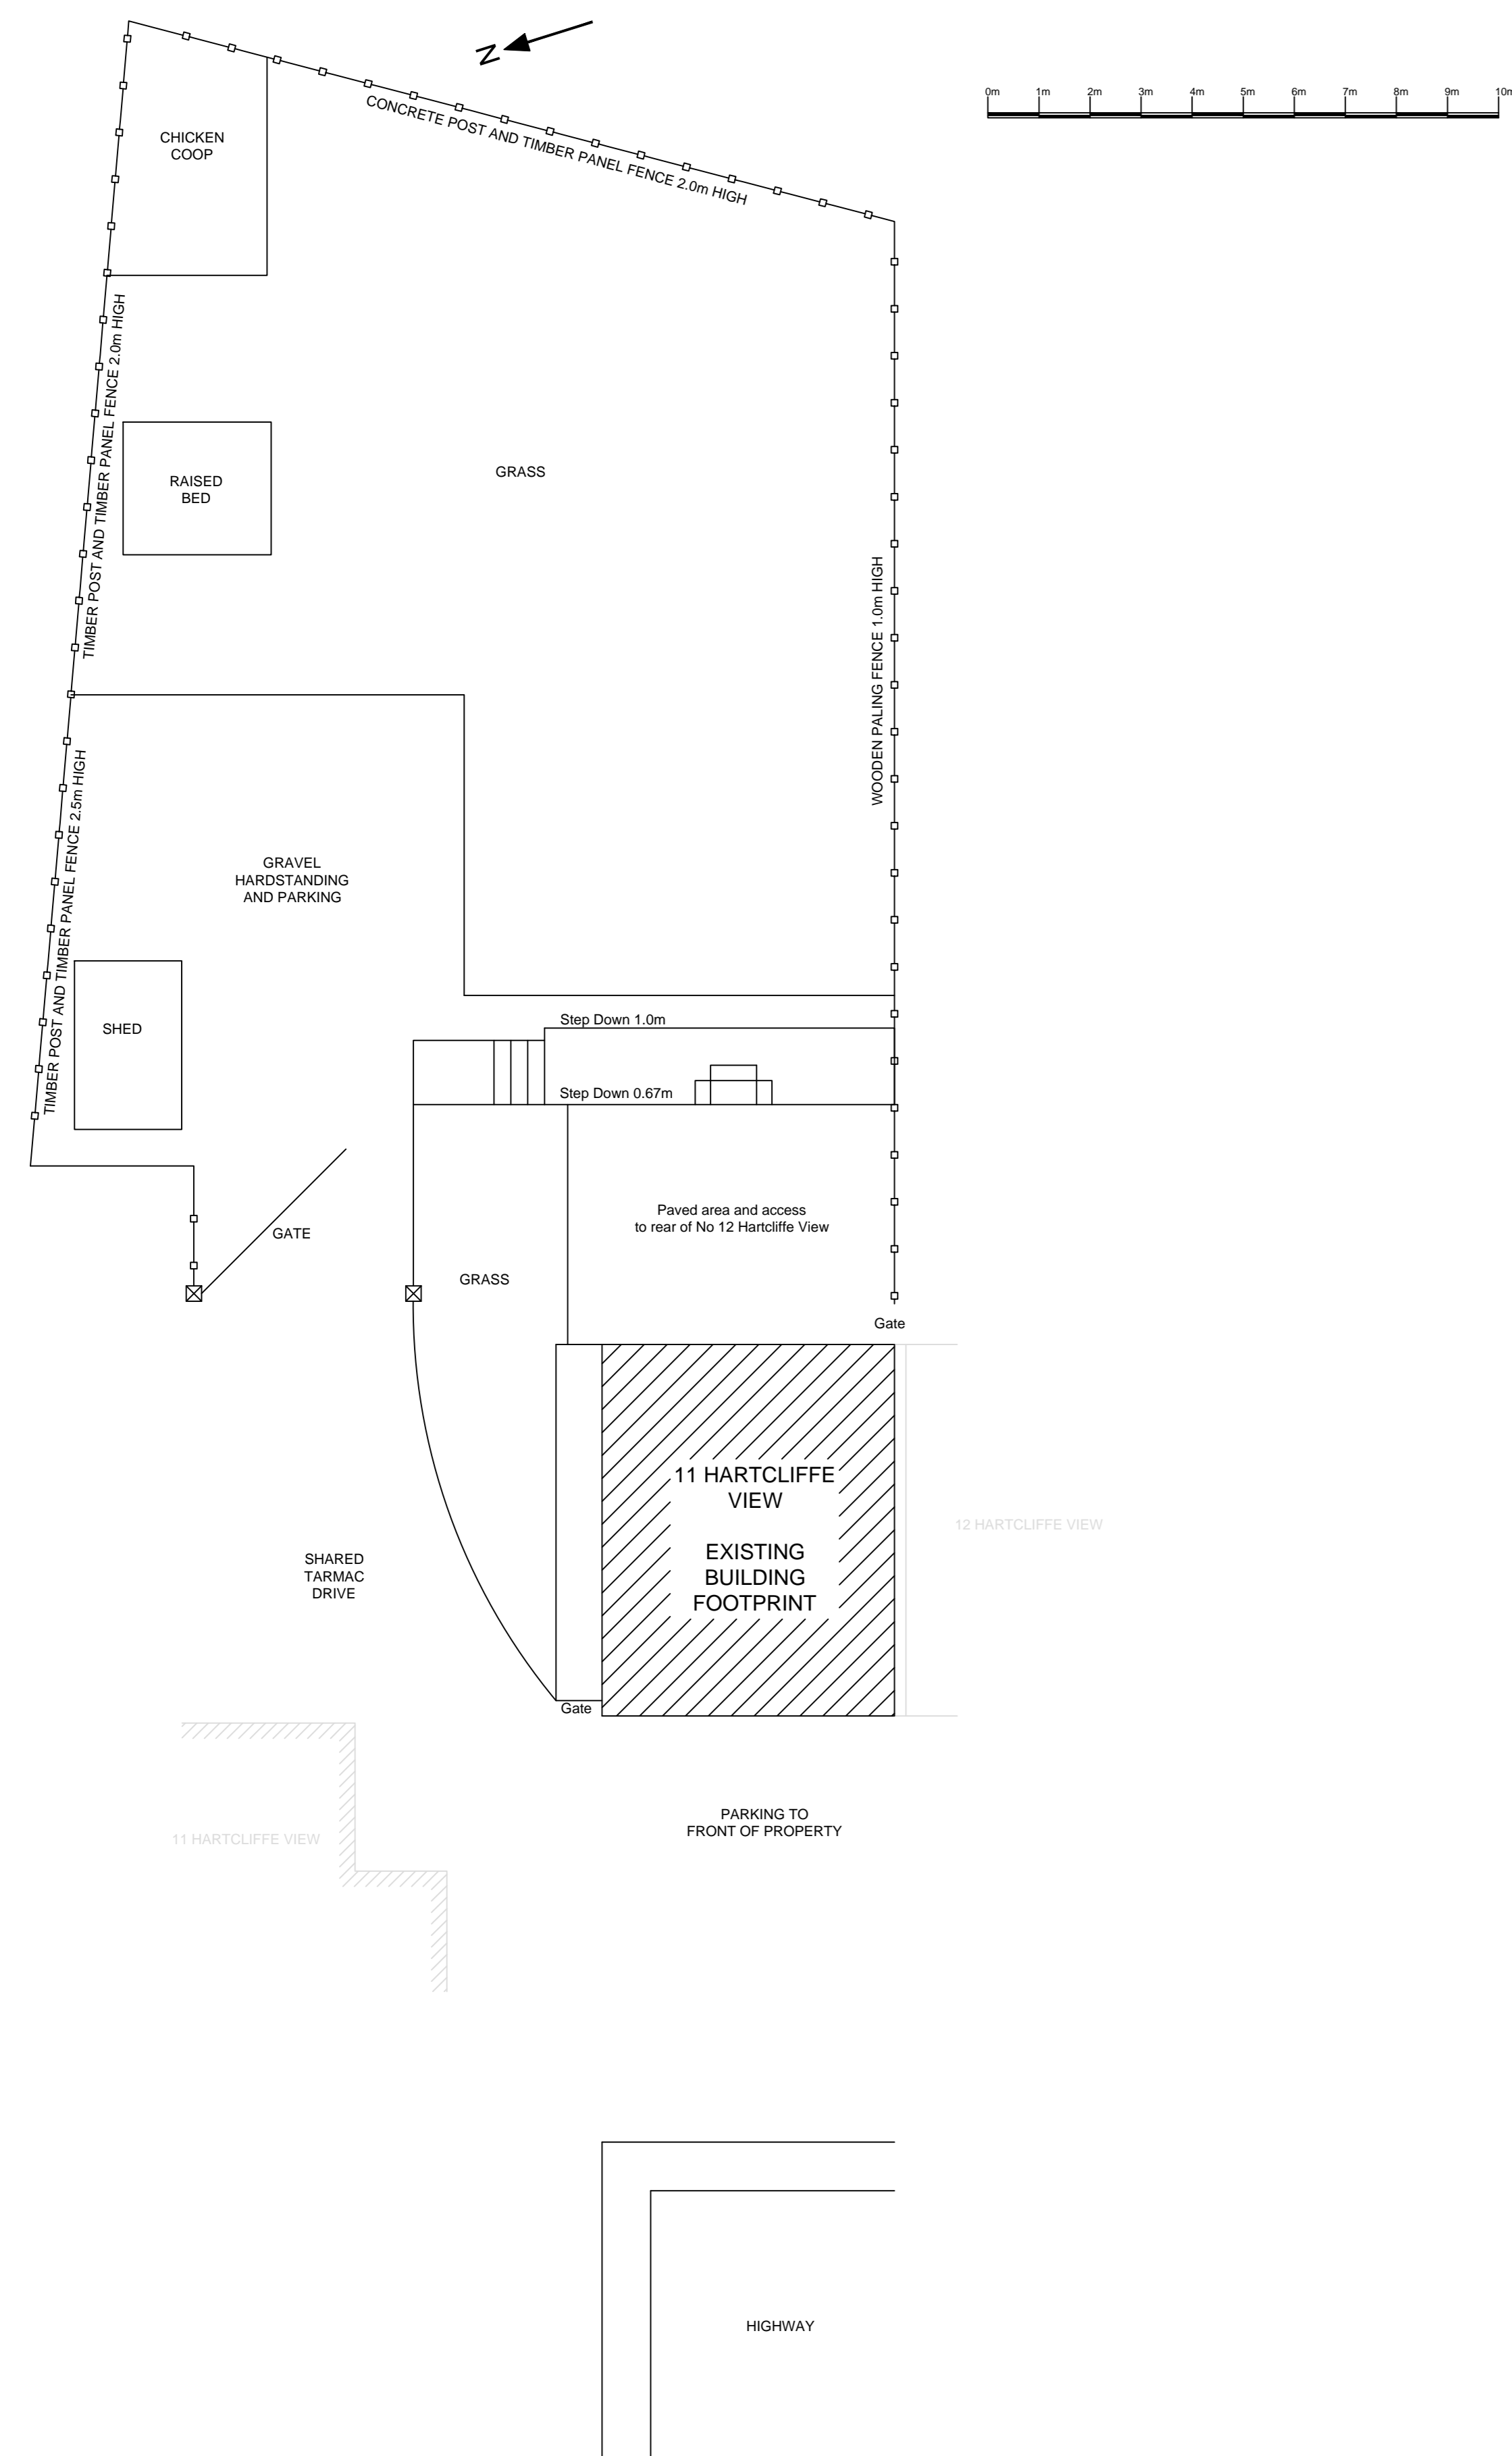 N
0m 1m 2m 3m 4m 5m 6m 7m 8m 9m 10m
CONCRETE POST AND TIMBER PANEL FENCE 2.0m HIGH
CHICKEN
COOP
TIMBER POST AND TIMBER PANEL FENCE 2.0m HIGH
RAISED
BED
GRASS
WOODEN PALING FENCE 1.0m HIGH
TIMBER POST AND TIMBER PANEL FENCE 2.5m HIGH
GRAVEL
HARDSTANDING
AND PARKING
SHED
Step Down 1.0m
Step Down 0.67m
Paved area and access
to rear of No 12 Hartcliffe View
GATE
GRASS
Gate
11 HARTCLIFFE
VIEW
EXISTING
BUILDING
FOOTPRINT
12 HARTCLIFFE VIEW
SHARED
TARMAC
DRIVE
Gate
PARKING TO
FRONT OF PROPERTY
11 HARTCLIFFE VIEW
HIGHWAY